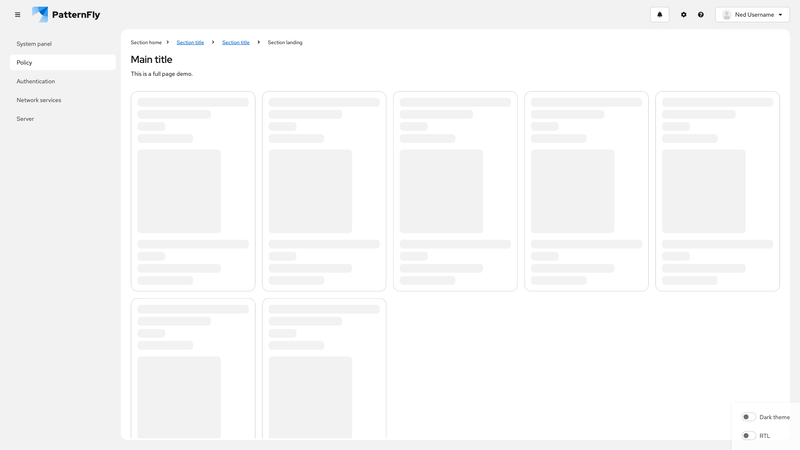 PatternFly
Ned Username
System panel
Policy
Authentication
Network services
Server
Section home
Section title
Section title
Section landing
Main title
This is a full page demo.
Dark theme
RTL